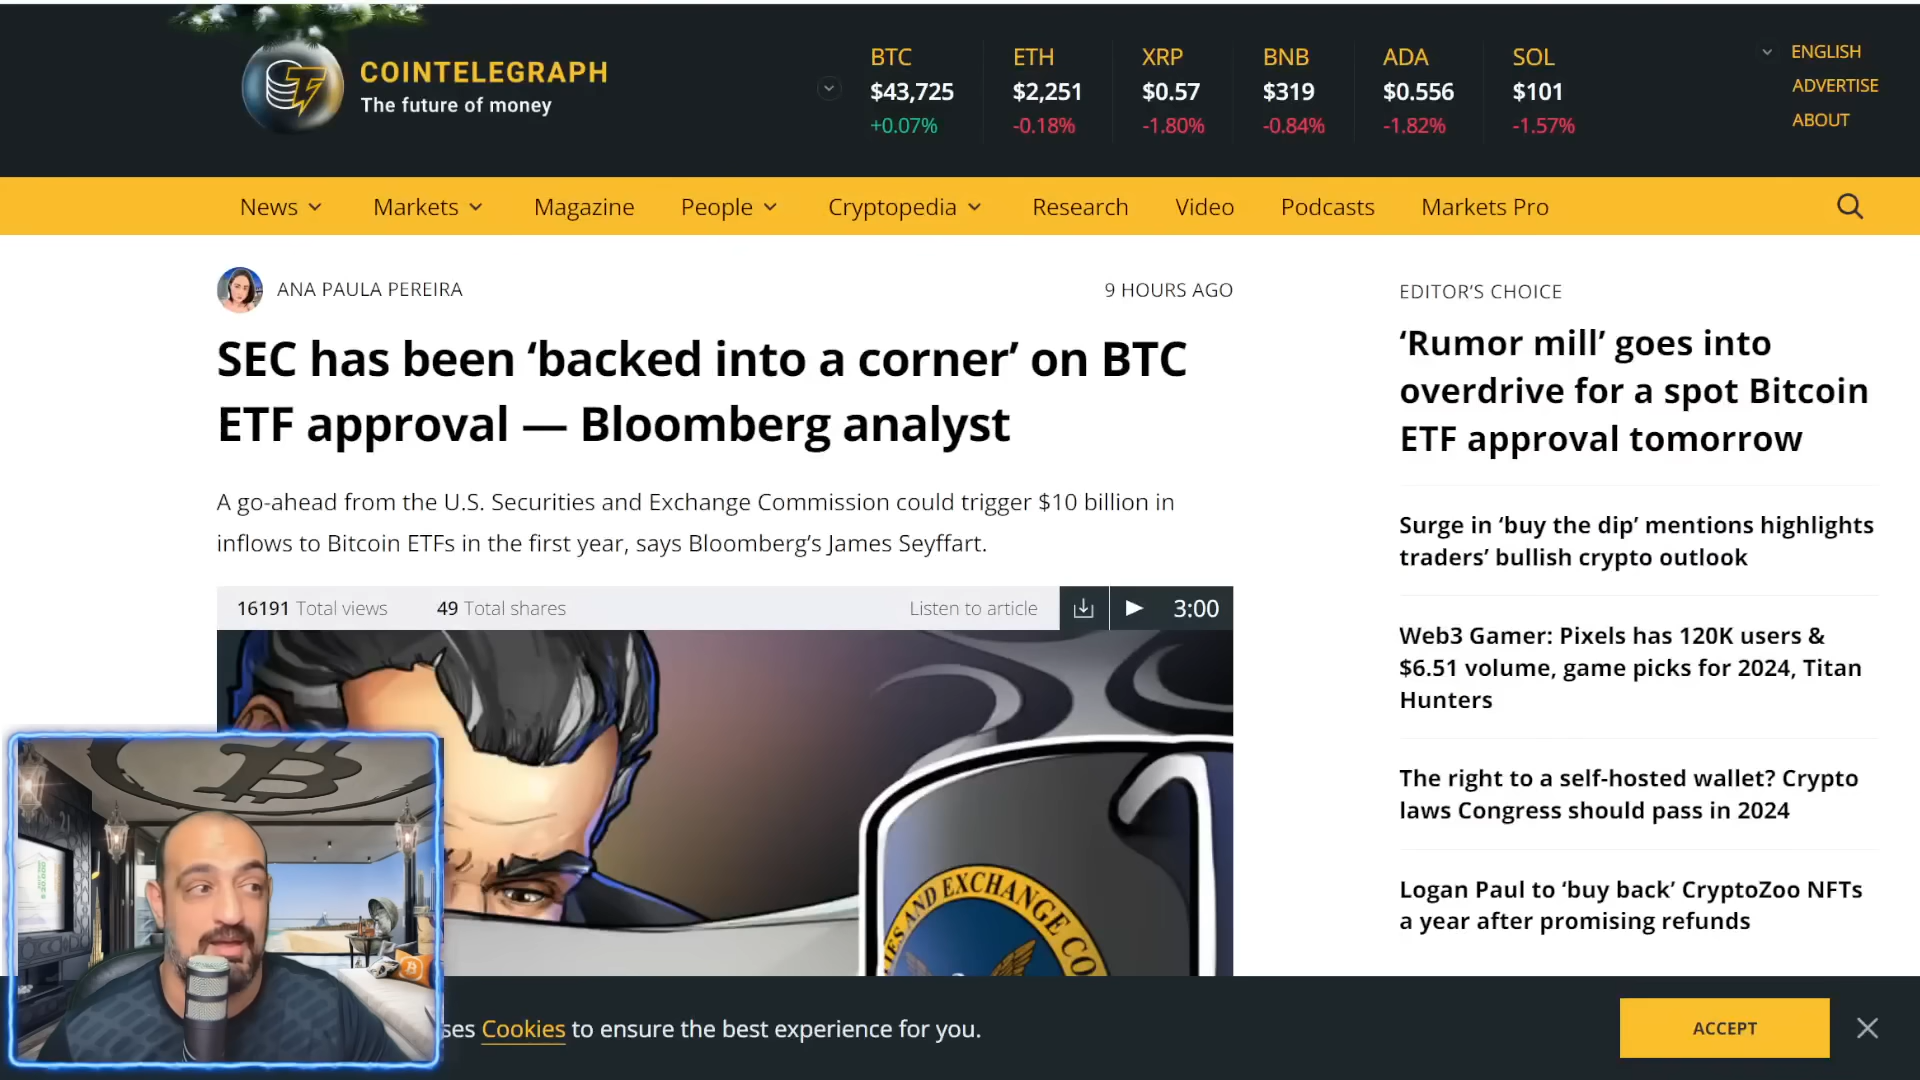 COINTELEGRAPH
The future of money
BTC
$43,725
+0.07%
ETH
$2,251
-0.18%
XRP
$0.57
-1.80%
BNB
$319
-0.84%
ADA
$0.556
-1.82%
SOL
$101
-1.57%
ENGLISH
ADVERTISE
ABOUT
News
Markets
Magazine
People
Cryptopedia
Research
Video
Podcasts
Markets Pro
ANA PAULA PEREIRA
9 HOURS AGO
SEC has been ‘backed into a corner’ on BTC
ETF approval — Bloomberg analyst
A go-ahead from the U.S. Securities and Exchange Commission could trigger $10 billion in
inflows to Bitcoin ETFs in the first year, says Bloomberg’s James Seyffart.
16191 Total views
49 Total shares
Listen to article
3:00
AND EXCHANGE CO
EDITOR’S CHOICE
‘Rumor mill’ goes into
overdrive for a spot Bitcoin
ETF approval tomorrow
Surge in ‘buy the dip’ mentions highlights
traders’ bullish crypto outlook
Web3 Gamer: Pixels has 120K users &
$6.51 volume, game picks for 2024, Titan
Hunters
The right to a self-hosted wallet? Crypto
laws Congress should pass in 2024
Logan Paul to ‘buy back’ CryptoZoo NFTs
a year after promising refunds
ses Cookies to ensure the best experience for you.
ACCEPT